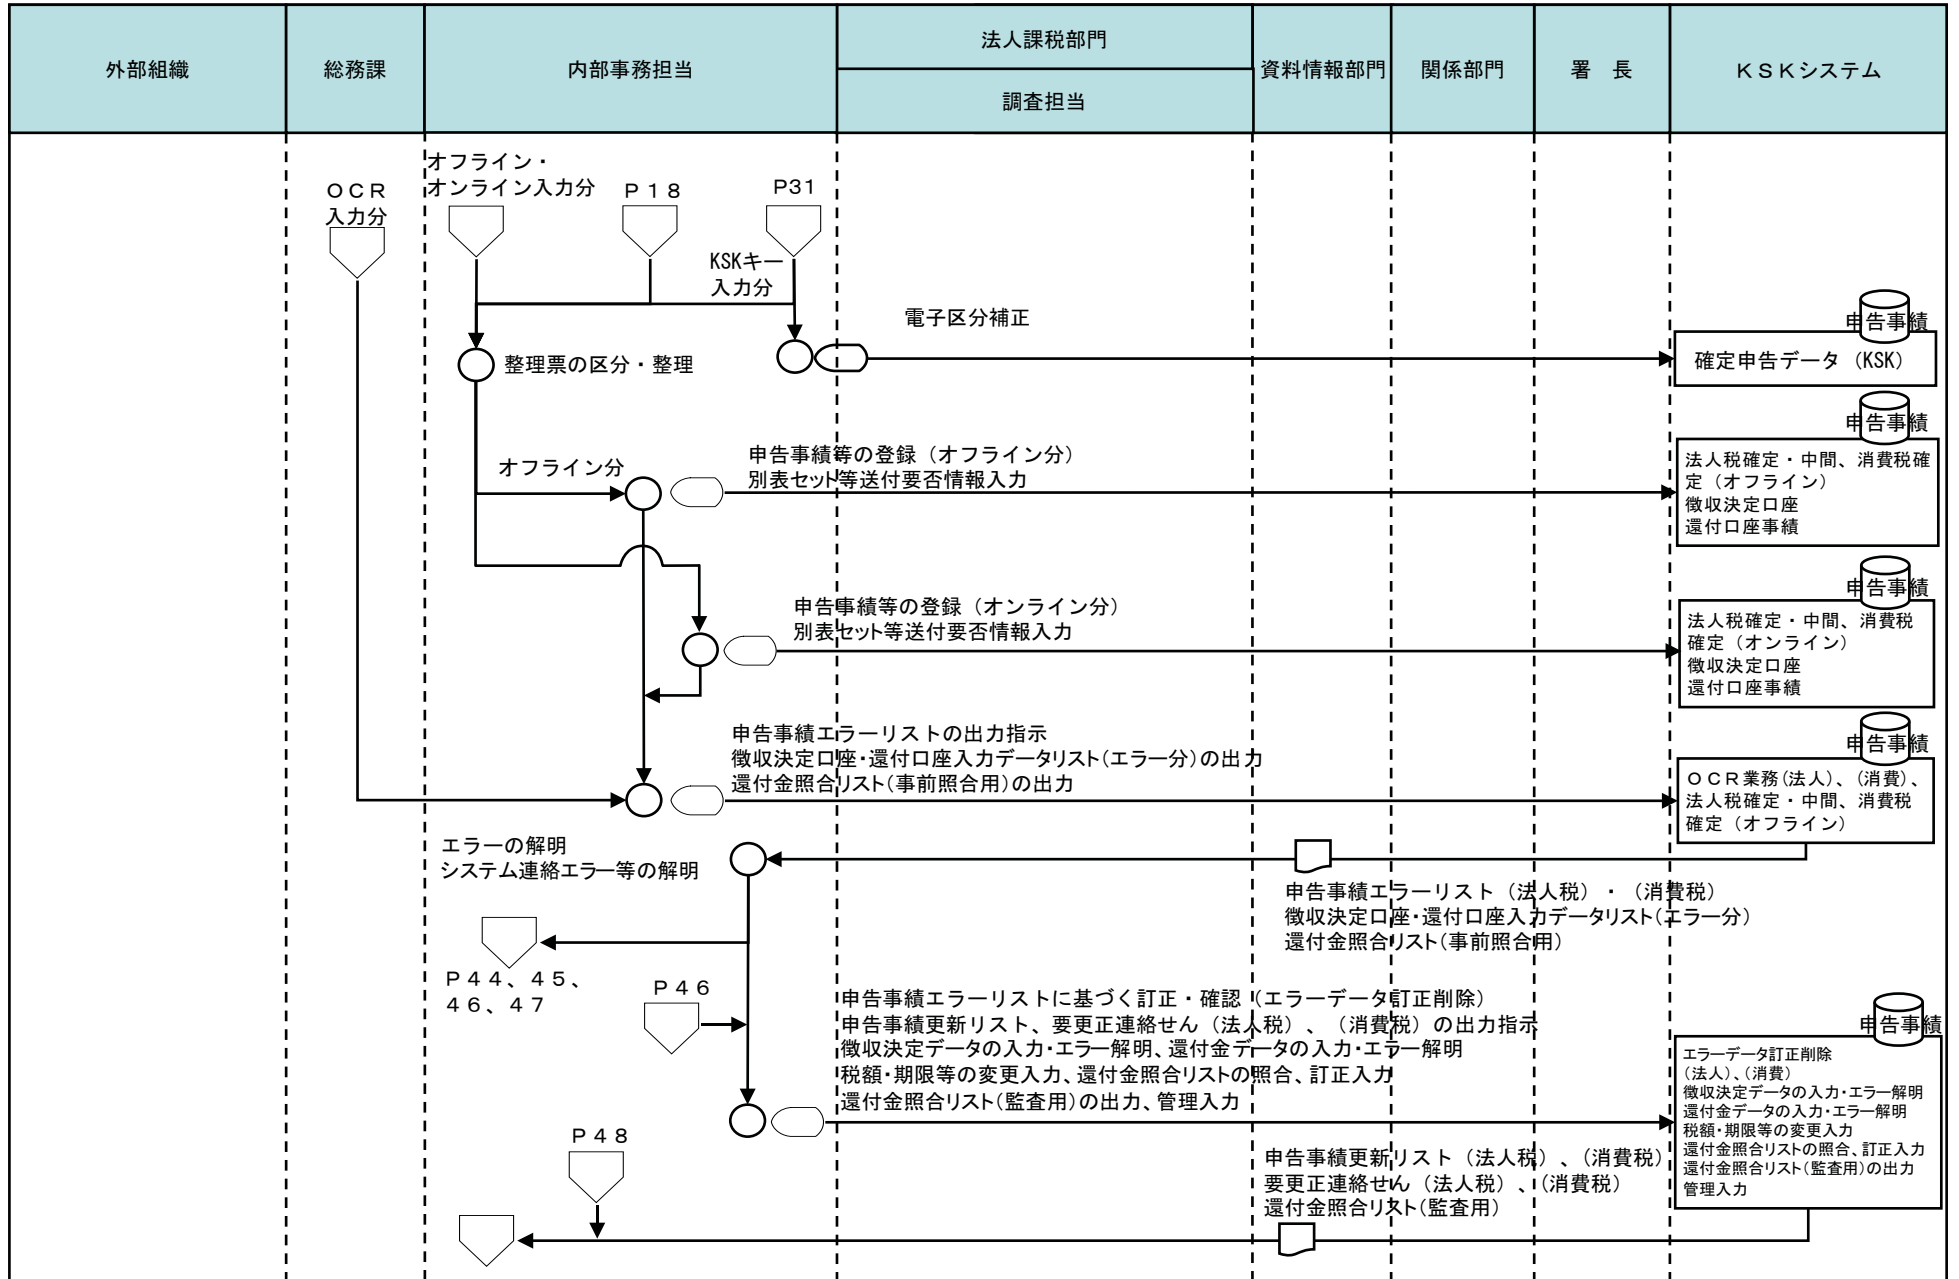 外部組織
総務課
内部事務担当
法人課税部門
調査担当
資料情報部門
関係部門
署　長
ＫＳＫシステム
ＯＣＲ
入力分
オフライン・
オンライン入力分
Ｐ１８
P31
KSKキー
入力分
電子区分補正
整理票の区分・整理
申告事績
確定申告データ（KSK）
オフライン分
申告事績等の登録（オフライン分）
別表セット等送付要否情報入力
申告事績
法人税確定・中間、消費税確
定（オフライン）
徴収決定口座
還付口座事績
申告事績等の登録（オンライン分）
別表セット等送付要否情報入力
申告事績
法人税確定・中間、消費税
確定（オンライン）
徴収決定口座
還付口座事績
申告事績エラーリストの出力指示
徴収決定口座・還付口座入力データリスト（エラー分）の出力
還付金照合リスト（事前照合用）の出力
申告事績
ＯＣＲ業務（法人）、（消費）、
法人税確定・中間、消費税
確定（オフライン）
エラーの解明
システム連絡エラー等の解明
申告事績エラーリスト（法人税）・（消費税）
徴収決定口座・還付口座入力データリスト（エラー分）
還付金照合リスト（事前照合用）
Ｐ４４、４５、
４６、４７
Ｐ４６
申告事績エラーリストに基づく訂正・確認（エラーデータ訂正削除）
申告事績更新リスト、要更正連絡せん（法人税）、（消費税）の出力指示
徴収決定データの入力・エラー解明、還付金データの入力・エラー解明
税額・期限等の変更入力、還付金照合リストの照合、訂正入力
還付金照合リスト（監査用）の出力、管理入力
申告事績
エラーデータ訂正削除
（法人）、（消費）
徴収決定データの入力・エラー解明
還付金データの入力・エラー解明
税額・期限等の変更入力
還付金照合リストの照合、訂正入力
還付金照合リスト（監査用）の出力
管理入力
Ｐ４８
申告事績更新リスト（法人税）、（消費税）
要更正連絡せん（法人税）、（消費税）
還付金照合リスト（監査用）